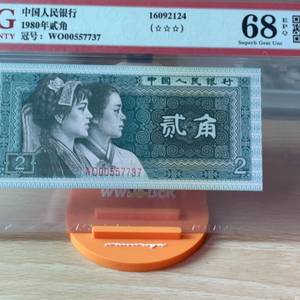 G 中国人民银行 16092124 68 EPQ
NTY 1980年贰角 (☆☆☆) Superb Gem Unc
冠号: WO00557737
中国人民银行
贰角
2 2
WO00557737